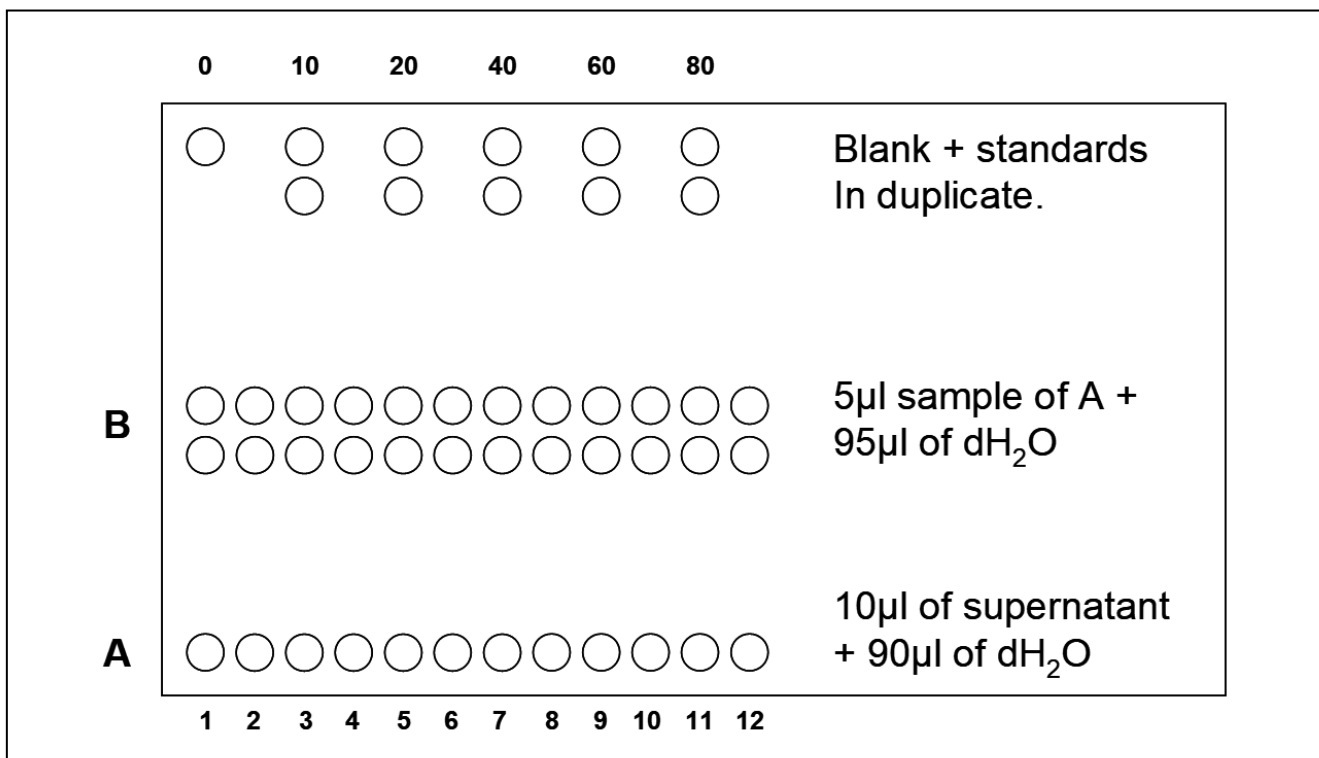 0 10 20 40 60 80
Blank + standards
In duplicate.
B
5µl sample of A +
95µl of dH₂O
10µl of supernatant
A
+ 90µl of dH₂O
1 2 3 4 5 6 7 8 9 10 11 12